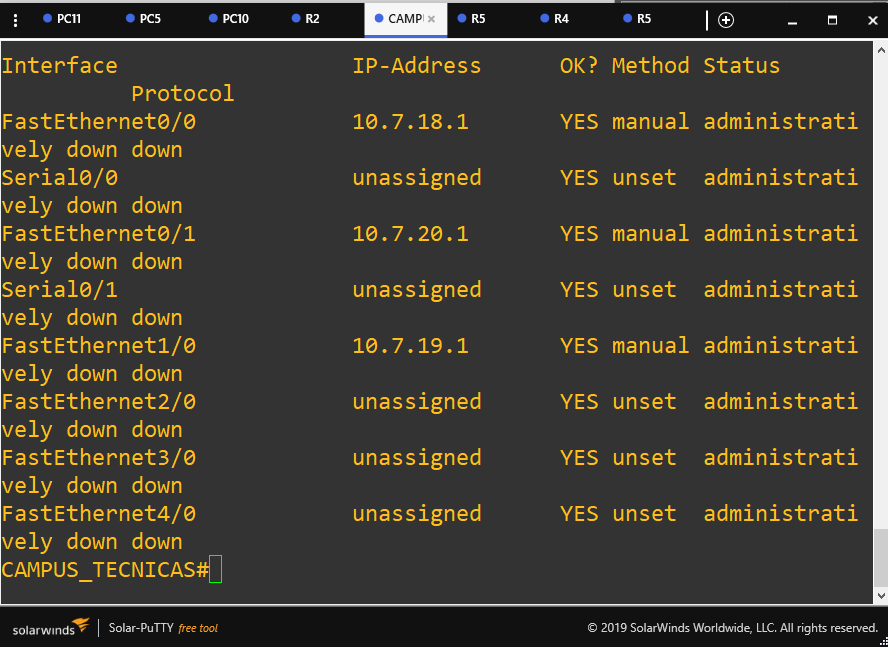 PC11 PC5 PC10 R2 CAMP R5 R4 R5
Interface IP-Address OK? Method Status
Protocol
FastEthernet0/0 10.7.18.1 YES manual administrati
vely down down
Serial0/0 unassigned YES unset administrati
vely down down
FastEthernet0/1 10.7.20.1 YES manual administrati
vely down down
Serial0/1 unassigned YES unset administrati
vely down down
FastEthernet1/0 10.7.19.1 YES manual administrati
vely down down
FastEthernet2/0 unassigned YES unset administrati
vely down down
FastEthernet3/0 unassigned YES unset administrati
vely down down
FastEthernet4/0 unassigned YES unset administrati
vely down down
CAMPUS_TECNICAS#
solarwinds Solar-PuTTY free tool © 2019 SolarWinds Worldwide, LLC. All rights reserved.